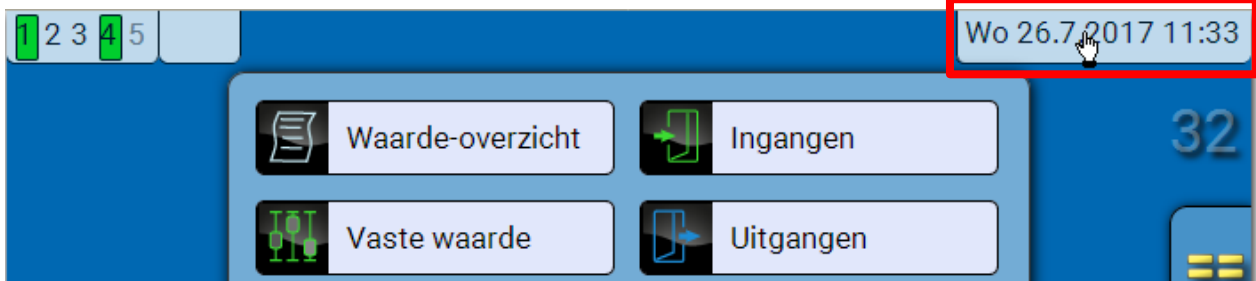 1 2 3 4 5
Wo 26.7.2017 11:33
Waarde-overzicht
Ingangen
32
Vaste waarde
Uitgangen